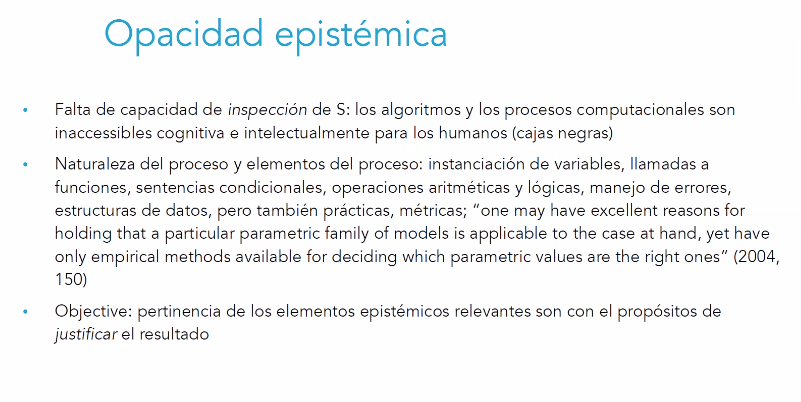 Opacidad epistémica
• Falta de capacidad de inspección de S: los algoritmos y los procesos computacionales son
inaccessibles cognitiva e intelectualmente para los humanos (cajas negras)
• Naturaleza del proceso y elementos del proceso: instanciación de variables, llamadas a
funciones, sentencias condicionales, operaciones aritméticas y lógicas, manejo de errores,
estructuras de datos, pero también prácticas, métricas; “one may have excellent reasons for
holding that a particular parametric family of models is applicable to the case at hand, yet have
only empirical methods available for deciding which parametric values are the right ones” (2004,
150)
• Objective: pertinencia de los elementos epistémicos relevantes son con el propósitos de
justificar el resultado